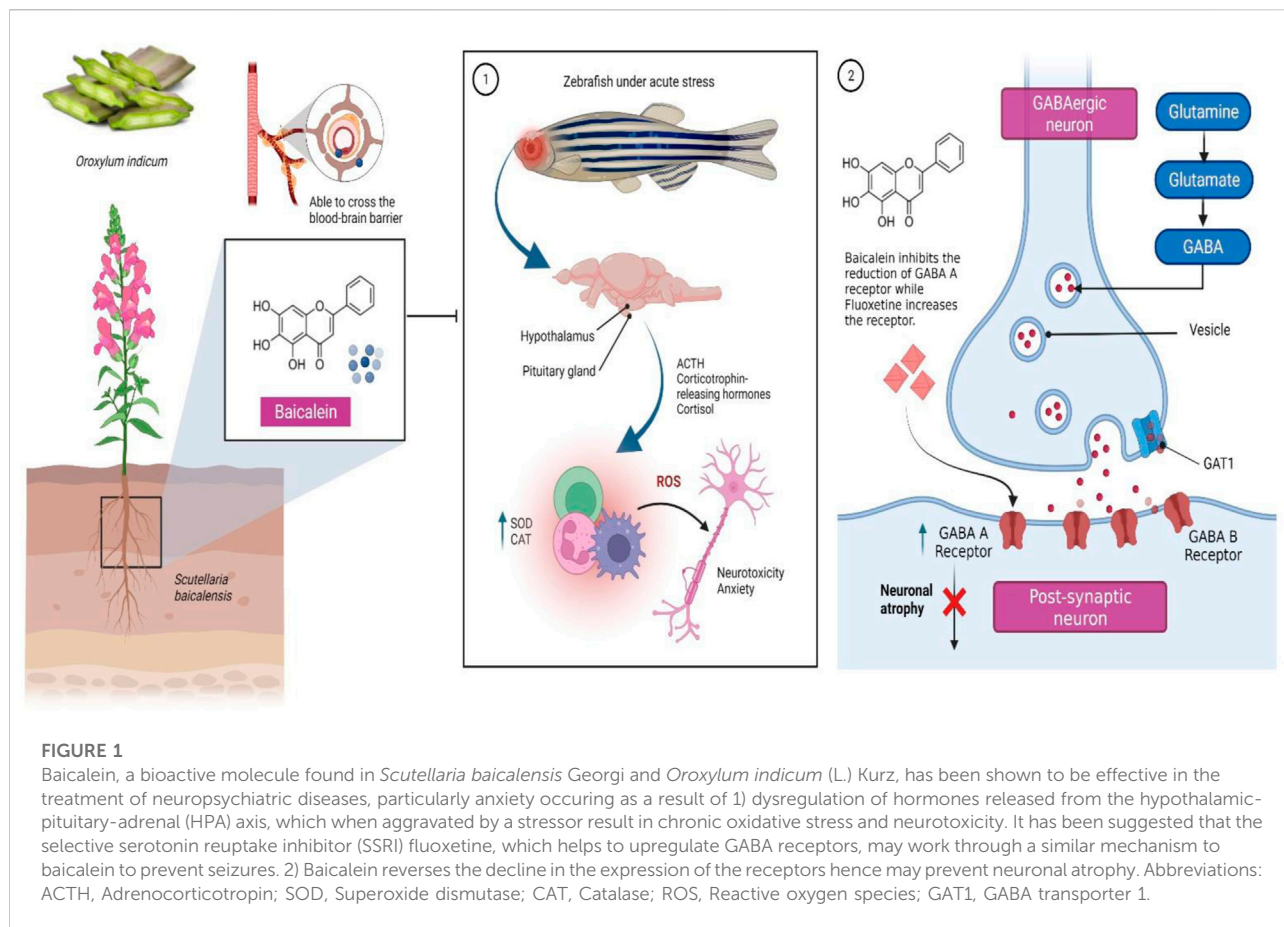 Oroxylum indicum
Able to cross the
blood-brain barrier
HO
HO
OH
O
O
Baicalein
Scutellaria
baicalensis
1
Zebrafish under acute stress
Hypothalamus
Pituitary gland
ACTH
Corticotrophin-
releasing hormones
Cortisol
ROS
SOD
CAT
Neurotoxicity
Anxiety
2
HO
HO
OH
O
O
Baicalein inhibits the
reduction of GABA A
receptor while
Fluoxetine increases
the receptor.
GABAergic
neuron
Glutamine
Glutamate
GABA
Vesicle
GAT1
GABA A
Receptor
GABA B
Receptor
Neuronal
atrophy
Post-synaptic
neuron
FIGURE 1
Baicalein, a bioactive molecule found in Scutellaria baicalensis Georgi and Oroxylum indicum (L.) Kurz, has been shown to be effective in the
treatment of neuropsychiatric diseases, particularly anxiety occuring as a result of 1) dysregulation of hormones released from the hypothalamic-
pituitary-adrenal (HPA) axis, which when aggravated by a stressor result in chronic oxidative stress and neurotoxicity. It has been suggested that the
selective serotonin reuptake inhibitor (SSRI) fluoxetine, which helps to upregulate GABA receptors, may work through a similar mechanism to
baicalein to prevent seizures. 2) Baicalein reverses the decline in the expression of the receptors hence may prevent neuronal atrophy. Abbreviations:
ACTH, Adrenocorticotropin; SOD, Superoxide dismutase; CAT, Catalase; ROS, Reactive oxygen species; GAT1, GABA transporter 1.